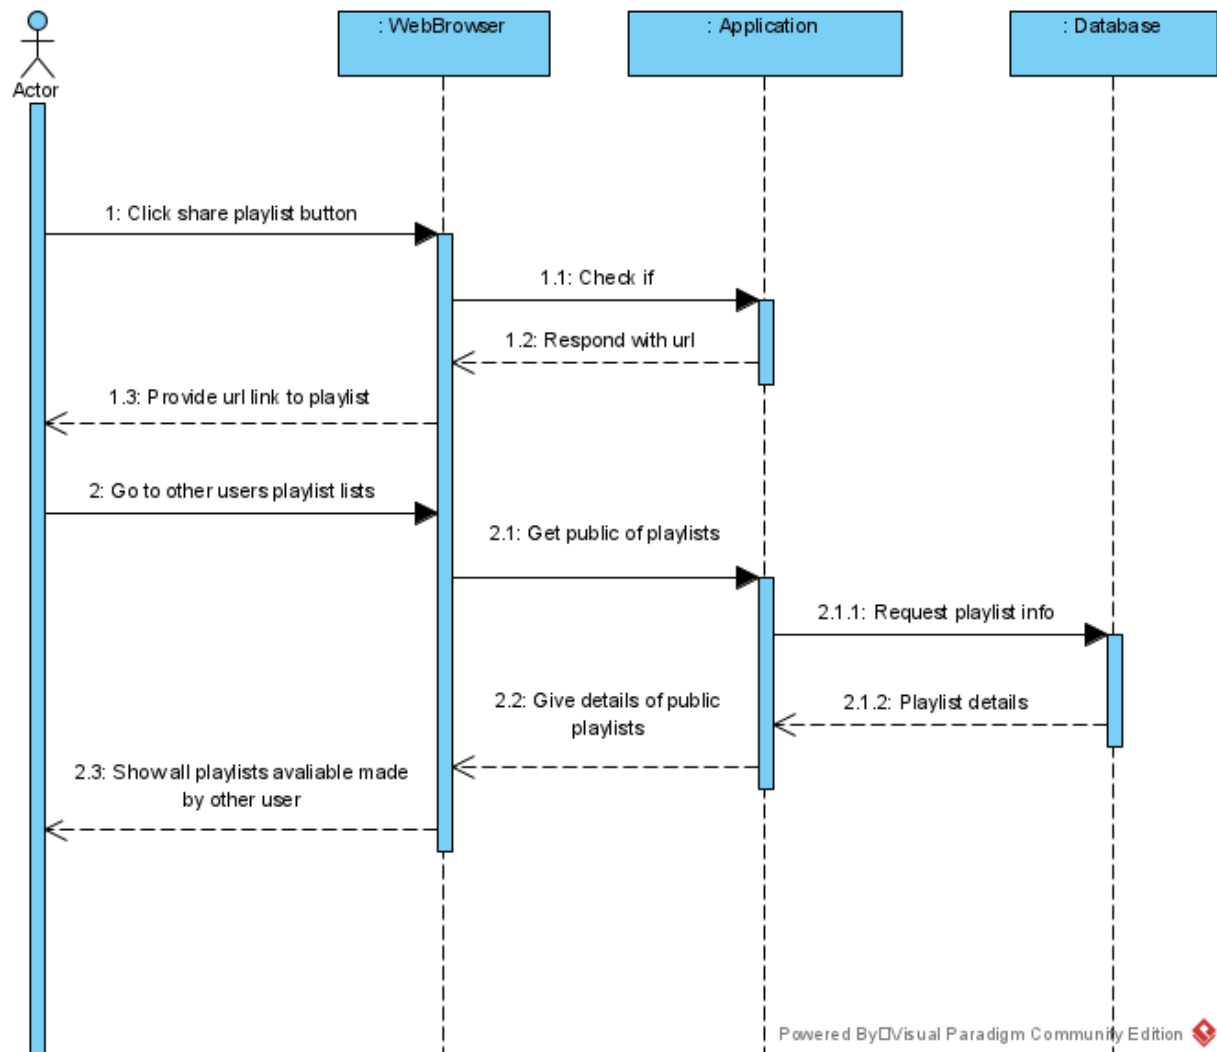 : WebBrowser
: Application
: Database
Actor
1: Click share playlist button
1.1: Check if
1.2: Respond with url
1.3: Provide url link to playlist
2: Go to other users playlist lists
2.1: Get public of playlists
2.1.1: Request playlist info
2.2: Give details of public
playlists
2.1.2: Playlist details
2.3: Show all playlists avaliable made
by other user
Powered By□Visual Paradigm Community Edition